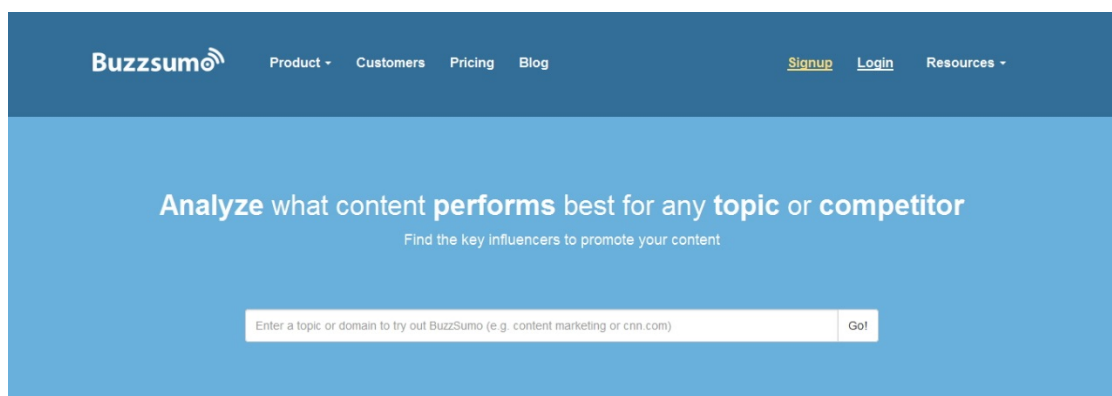 Buzzsumo Product Customers Pricing Blog Signup Login Resources
Analyze what content performs best for any topic or competitor
Find the key influencers to promote your content
Enter a topic or domain to try out BuzzSumo (e.g. content marketing or cnn.com) Go!